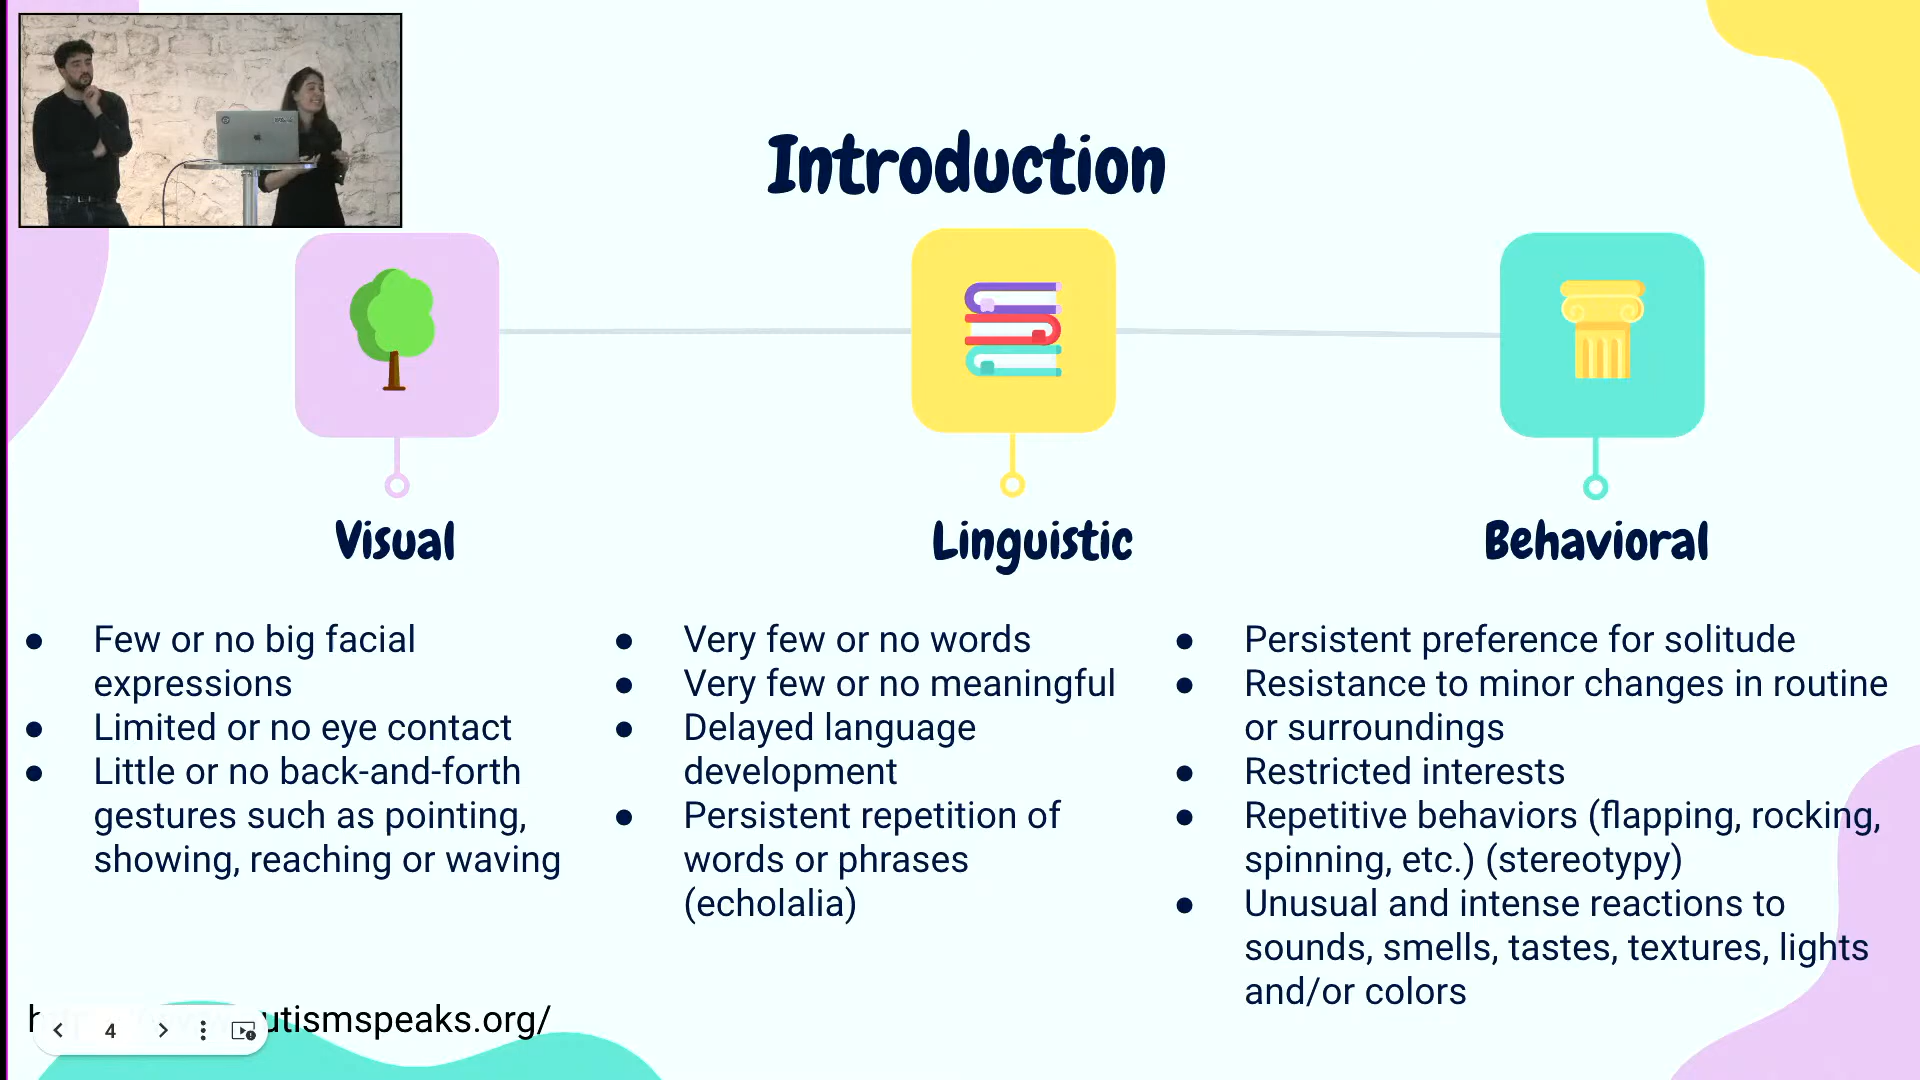 Introduction
Visual
Few or no big facial
expressions
Limited or no eye contact
Little or no back-and-forth
gestures such as pointing,
showing, reaching or waving
Linguistic
Very few or no words
Very few or no meaningful
Delayed language
development
Persistent repetition of
words or phrases
(echolalia)
Behavioral
Persistent preference for solitude
Resistance to minor changes in routine
or surroundings
Restricted interests
Repetitive behaviors (flapping, rocking,
spinning, etc.) (stereotypy)
Unusual and intense reactions to
sounds, smells, tastes, textures, lights
and/or colors
utismspeaks.org/
4